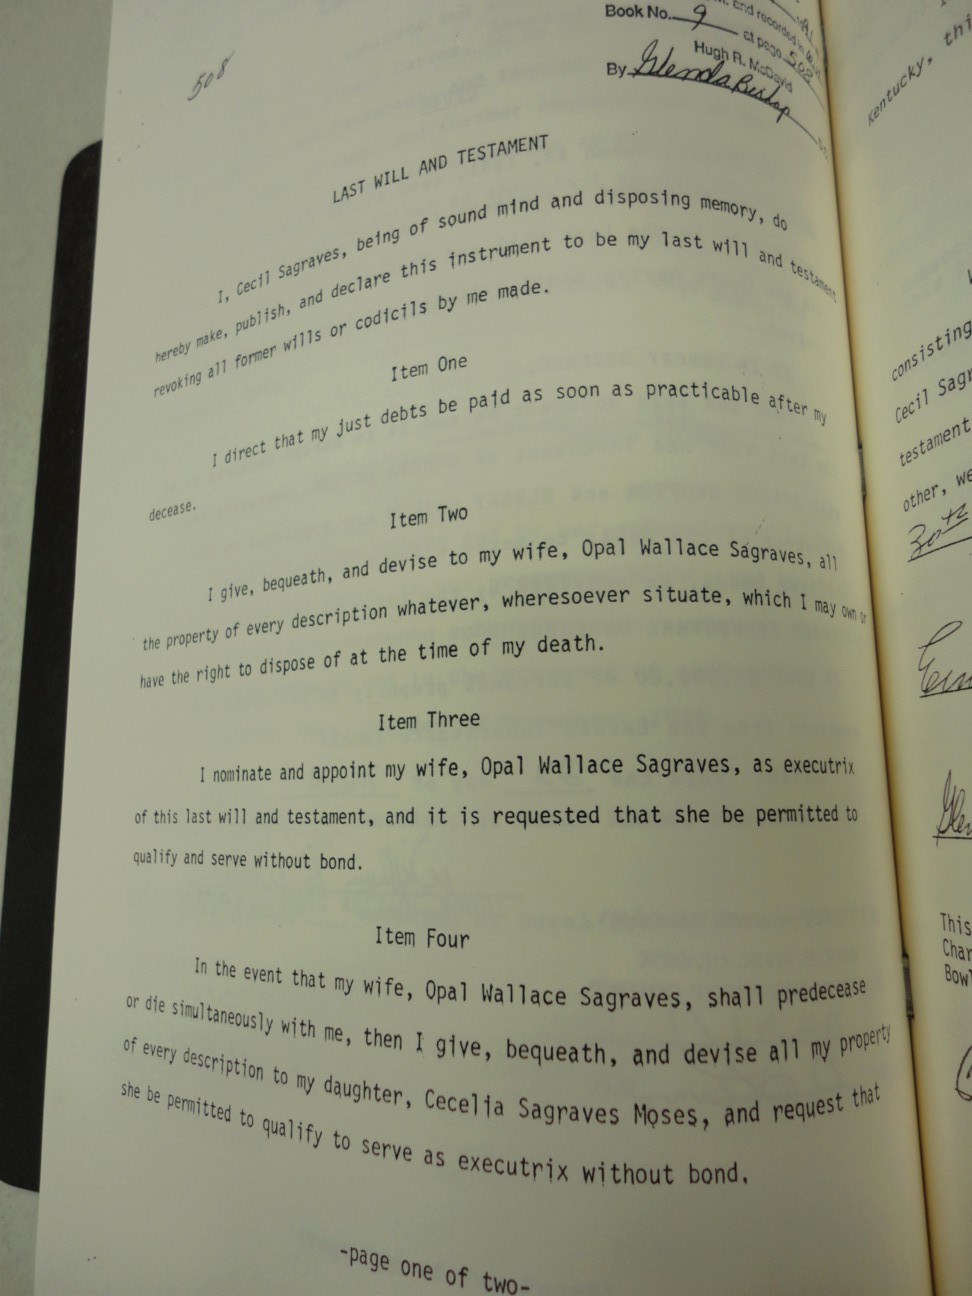 508
M. and recorded in
Book No. 9 at page 508
Hugh R. McDavid
By Glenda Bishop
LAST WILL AND TESTAMENT
I, Cecil Sagraves, being of sound mind and disposing memory, do
hereby make, publish, and declare this instrument to be my last will and testament
revoking all former wills or codicils by me made.
Item One
I direct that my just debts be paid as soon as practicable after my
decease.
Item Two
I give, bequeath, and devise to my wife, Opal Wallace Sagraves, all
the property of every description whatever, wheresoever situate, which I may own or
have the right to dispose of at the time of my death.
Item Three
I nominate and appoint my wife, Opal Wallace Sagraves, as executrix
of this last will and testament, and it is requested that she be permitted to
qualify and serve without bond.
Item Four
In the event that my wife, Opal Wallace Sagraves, shall predecease
or die simultaneously with me, then I give, bequeath, and devise all my property
of every description to my daughter, Cecelia Sagraves Moses, and request that
she be permitted to qualify to serve as executrix without bond.
-page one of two-
Kentucky, thi
consisting
Cecil Sagr
testament
other, we
30th
This
Char
Bowl